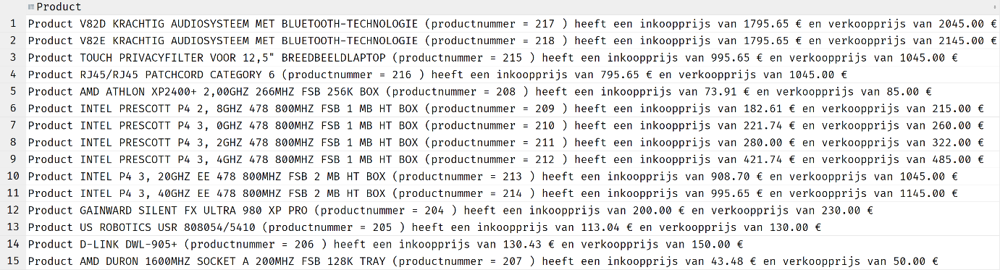 Product
1 Product V82D KRACHTIG AUDIOSYSTEEM MET BLUETOOTH-TECHNOLOGIE (productnummer = 217 ) heeft een inkoopprijs van 1795.65 € en verkoopprijs van 2045.00 €
2 Product V82E KRACHTIG AUDIOSYSTEEM MET BLUETOOTH-TECHNOLOGIE (productnummer = 218 ) heeft een inkoopprijs van 1795.65 € en verkoopprijs van 2145.00 €
3 Product TOUCH PRIVACYFILTER VOOR 12,5" BREEDBEELDLAPTOP (productnummer = 215 ) heeft een inkoopprijs van 995.65 € en verkoopprijs van 1045.00 €
4 Product RJ45/RJ45 PATCHCORD CATEGORY 6 (productnummer = 216 ) heeft een inkoopprijs van 795.65 € en verkoopprijs van 1045.00 €
5 Product AMD ATHLON XP2400+ 2,00GHZ 266MHZ FSB 256K BOX (productnummer = 208 ) heeft een inkoopprijs van 73.91 € en verkoopprijs van 85.00 €
6 Product INTEL PRESCOTT P4 2, 8GHZ 478 800MHZ FSB 1 MB HT BOX (productnummer = 209 ) heeft een inkoopprijs van 182.61 € en verkoopprijs van 215.00 €
7 Product INTEL PRESCOTT P4 3, 0GHZ 478 800MHZ FSB 1 MB HT BOX (productnummer = 210 ) heeft een inkoopprijs van 221.74 € en verkoopprijs van 260.00 €
8 Product INTEL PRESCOTT P4 3, 2GHZ 478 800MHZ FSB 1 MB HT BOX (productnummer = 211 ) heeft een inkoopprijs van 280.00 € en verkoopprijs van 322.00 €
9 Product INTEL PRESCOTT P4 3, 4GHZ 478 800MHZ FSB 1 MB HT BOX (productnummer = 212 ) heeft een inkoopprijs van 421.74 € en verkoopprijs van 485.00 €
10 Product INTEL P4 3, 20GHZ EE 478 800MHZ FSB 2 MB HT BOX (productnummer = 213 ) heeft een inkoopprijs van 908.70 € en verkoopprijs van 1045.00 €
11 Product INTEL P4 3, 40GHZ EE 478 800MHZ FSB 2 MB HT BOX (productnummer = 214 ) heeft een inkoopprijs van 995.65 € en verkoopprijs van 1145.00 €
12 Product GAINWARD SILENT FX ULTRA 980 XP PRO (productnummer = 204 ) heeft een inkoopprijs van 200.00 € en verkoopprijs van 230.00 €
13 Product US ROBOTICS USR 808054/5410 (productnummer = 205 ) heeft een inkoopprijs van 113.04 € en verkoopprijs van 130.00 €
14 Product D-LINK DWL-905+ (productnummer = 206 ) heeft een inkoopprijs van 130.43 € en verkoopprijs van 150.00 €
15 Product AMD DURON 1600MHZ SOCKET A 200MHZ FSB 128K TRAY (productnummer = 207 ) heeft een inkoopprijs van 43.48 € en verkoopprijs van 50.00 €